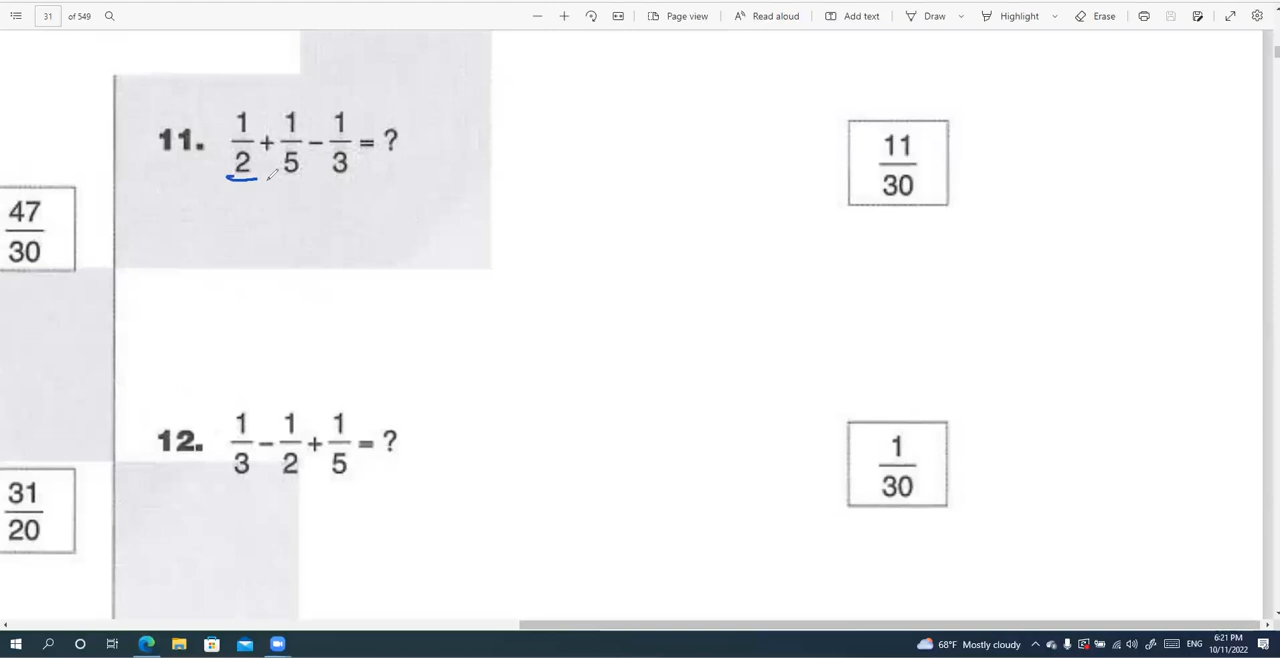 31 of 549 Page view Read aloud Add text Draw Highlight Erase
11. 1/2 + 1/5 - 1/3 = ?
11/30
47/30
12. 1/3 - 1/2 + 1/5 = ?
1/30
31/20
68°F Mostly cloudy ENG 6:21 PM
10/11/2022